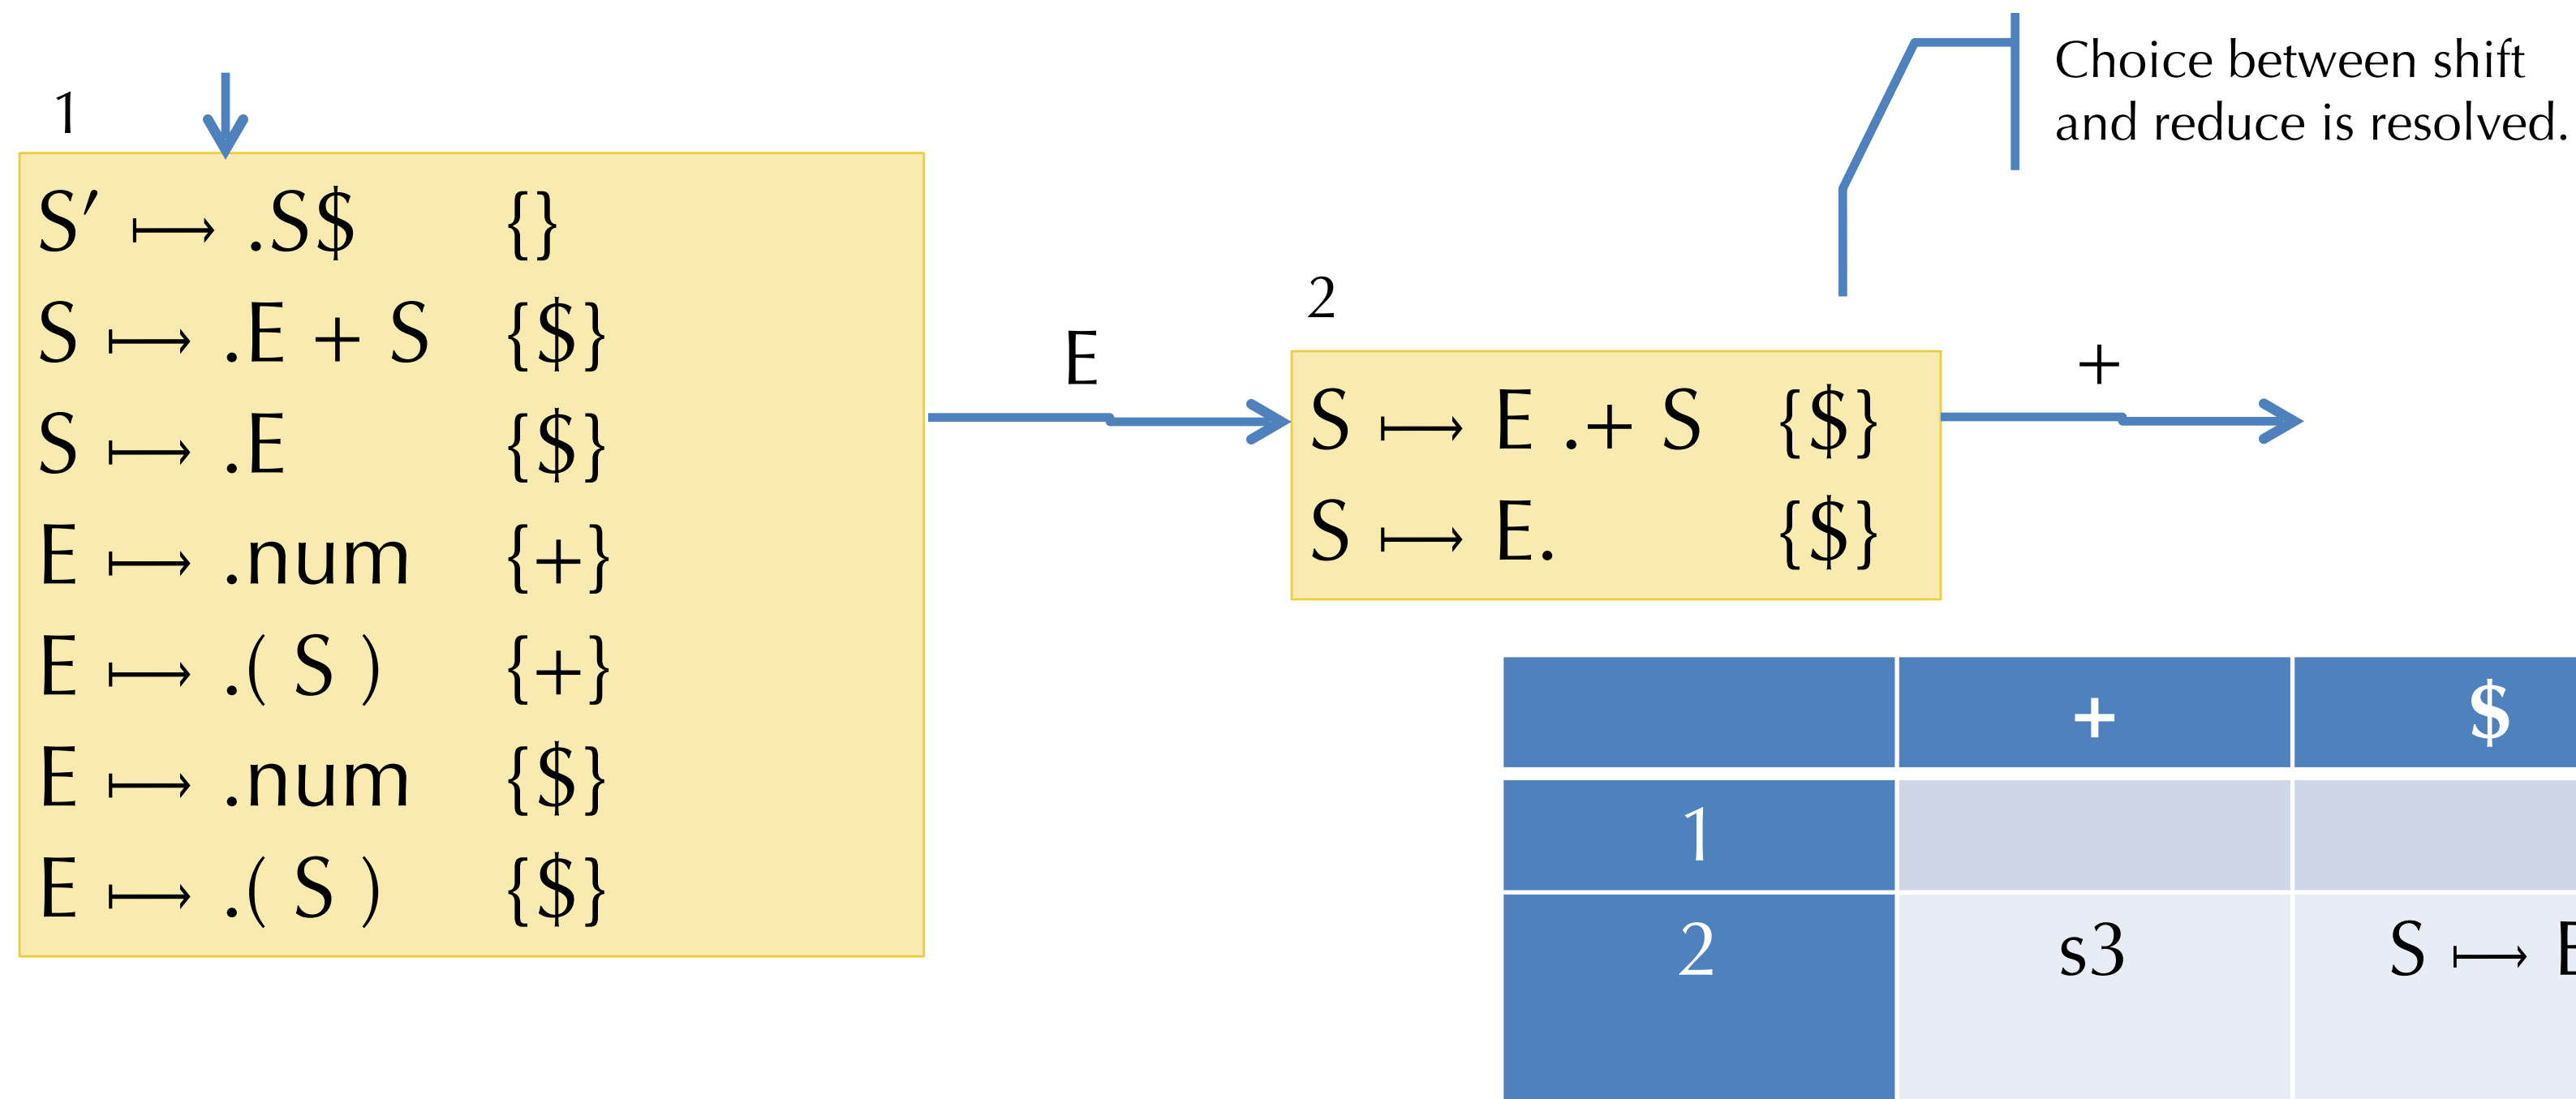 Choice between shift
and reduce is resolved.
1
S′ ⟼ .S$ {}
S ⟼ .E + S {$}
S ⟼ .E {$}
E ⟼ .num {+}
E ⟼ .( S ) {+}
E ⟼ .num {$}
E ⟼ .( S ) {$}
E
2
S ⟼ E .+ S {$}
S ⟼ E. {$}
+
+ $
1
2 s3 S ⟼ E